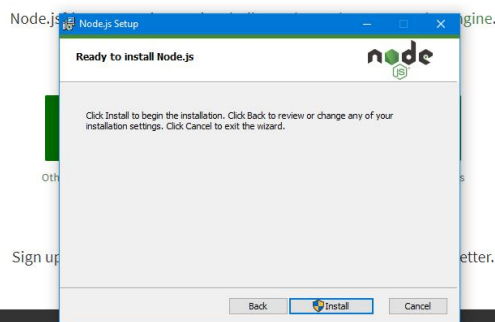 Node.js
Node.js Setup
gine.
Ready to install Node.js
node
JS
Click Install to begin the installation. Click Back to review or change any of your
installation settings. Click Cancel to exit the wizard.
Oth
s
Sign up
etter.
Back
Install
Cancel